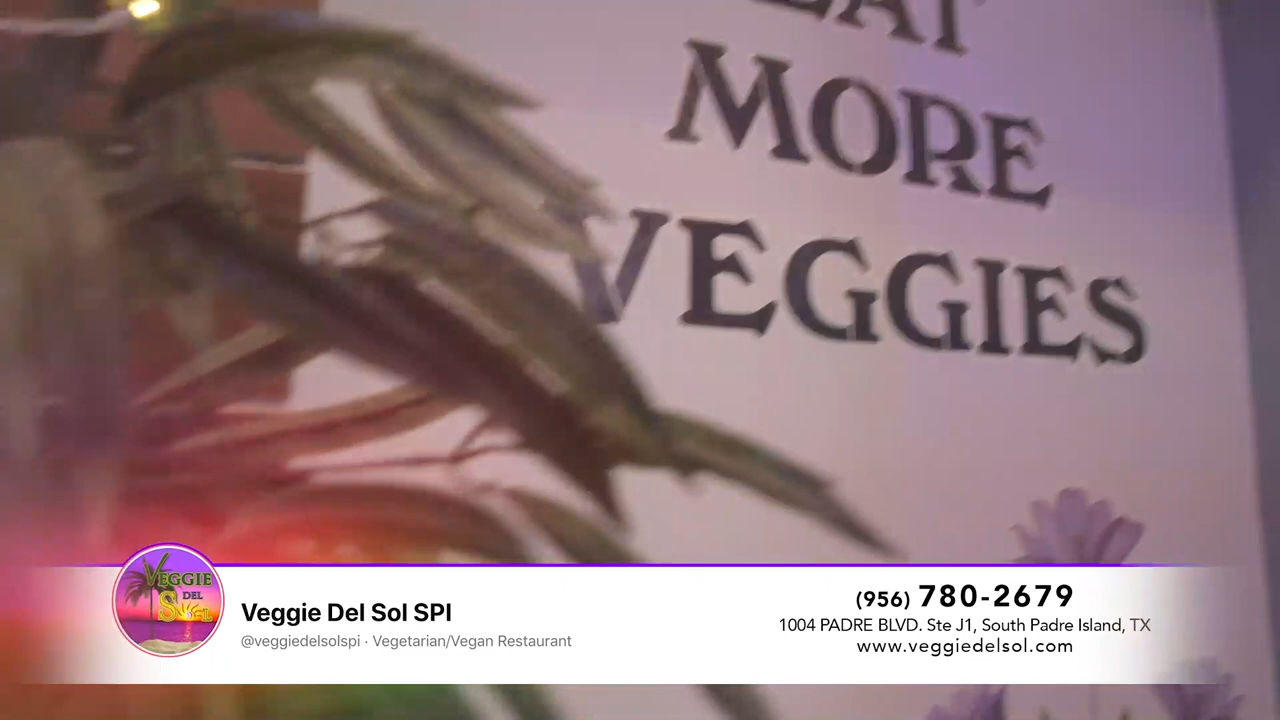 EAT
MORE
VEGGIES
VEGGIE
DEL
SOL
Veggie Del Sol SPI
@veggiedelsolspi · Vegetarian/Vegan Restaurant
(956) 780-2679
1004 PADRE BLVD. Ste J1, South Padre Island, TX
www.veggiedelsol.com